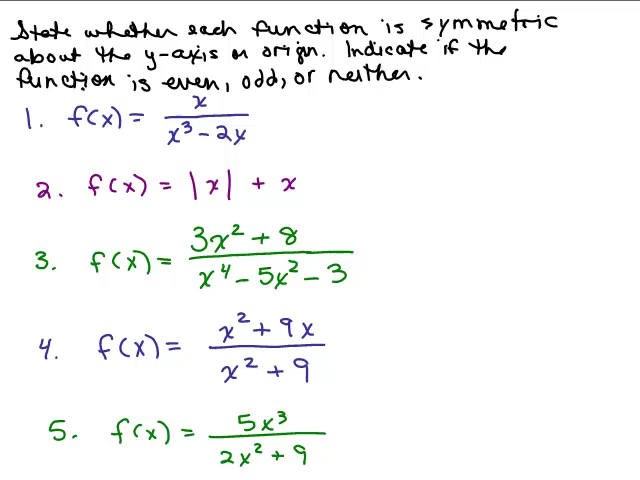 State whether each function is symmetric
about the y-axis or origin. Indicate if the
function is even, odd, or neither.
1. f(x) = x / (x³ - 2x)
2. f(x) = |x| + x
3. f(x) = (3x² + 8) / (x⁴ - 5x² - 3)
4. f(x) = (x² + 9x) / (x² + 9)
5. f(x) = 5x³ / (2x² + 9)